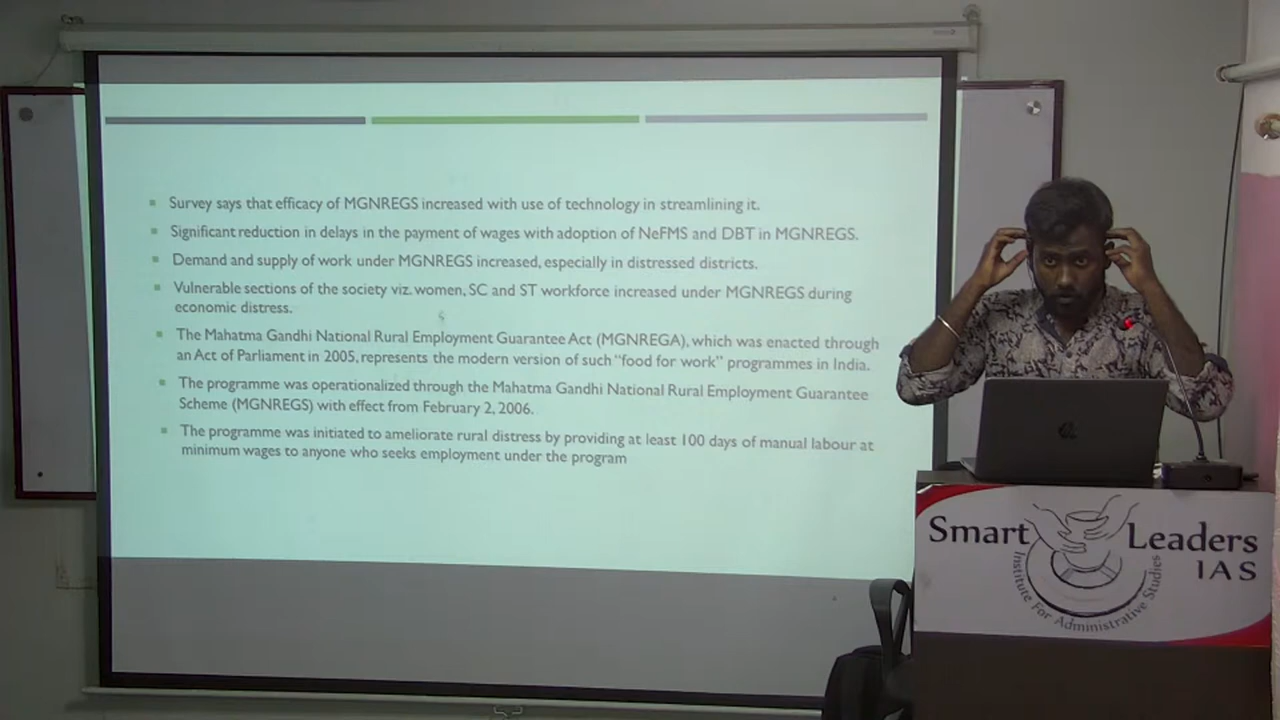 Survey says that efficacy of MGNREGS increased with use of technology in streamlining it.
Significant reduction in delays in the payment of wages with adoption of NeFMS and DBT in MGNREGS.
Demand and supply of work under MGNREGS increased, especially in distressed districts.
Vulnerable sections of the society viz. women, SC and ST workforce increased under MGNREGS during
economic distress.
The Mahatma Gandhi National Rural Employment Guarantee Act (MGNREGA), which was enacted through
an Act of Parliament in 2005, represents the modern version of such "food for work" programmes in India.
The programme was operationalized through the Mahatma Gandhi National Rural Employment Guarantee
Scheme (MGNREGS) with effect from February 2, 2006.
The programme was initiated to ameliorate rural distress by providing at least 100 days of manual labour at
minimum wages to anyone who seeks employment under the program
Smart Leaders
IAS
Institute For Administrative Studies